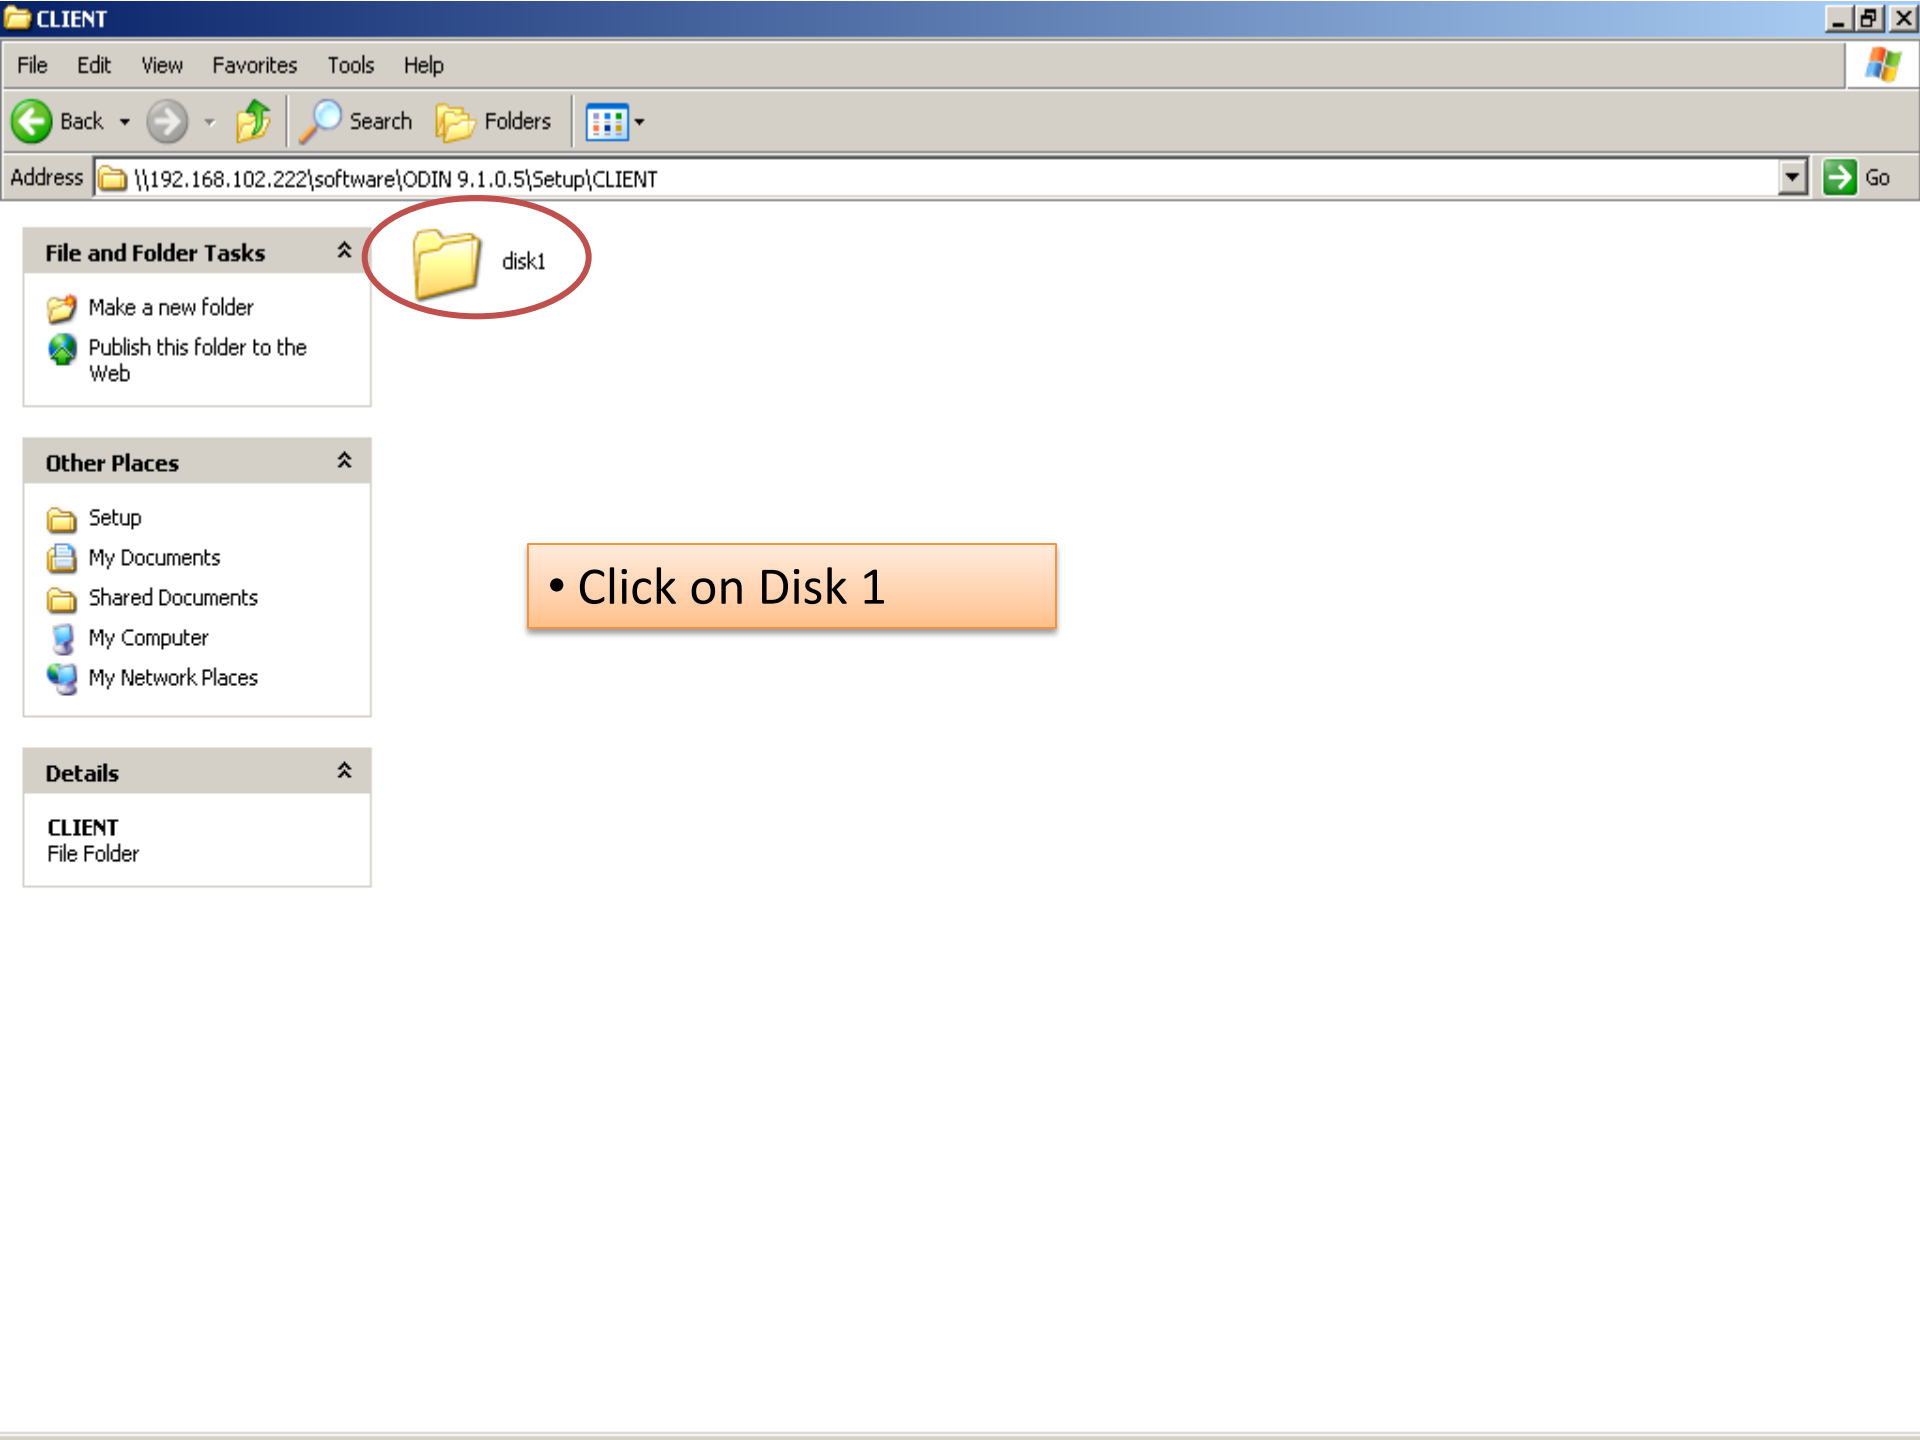 CLIENT
File Edit View Favorites Tools Help
Back Search Folders
Address \\192.168.102.222\software\ODIN 9.1.0.5\Setup\CLIENT Go
File and Folder Tasks
Make a new folder
Publish this folder to the
Web
Other Places
Setup
My Documents
Shared Documents
My Computer
My Network Places
Details
CLIENT
File Folder
disk1
• Click on Disk 1